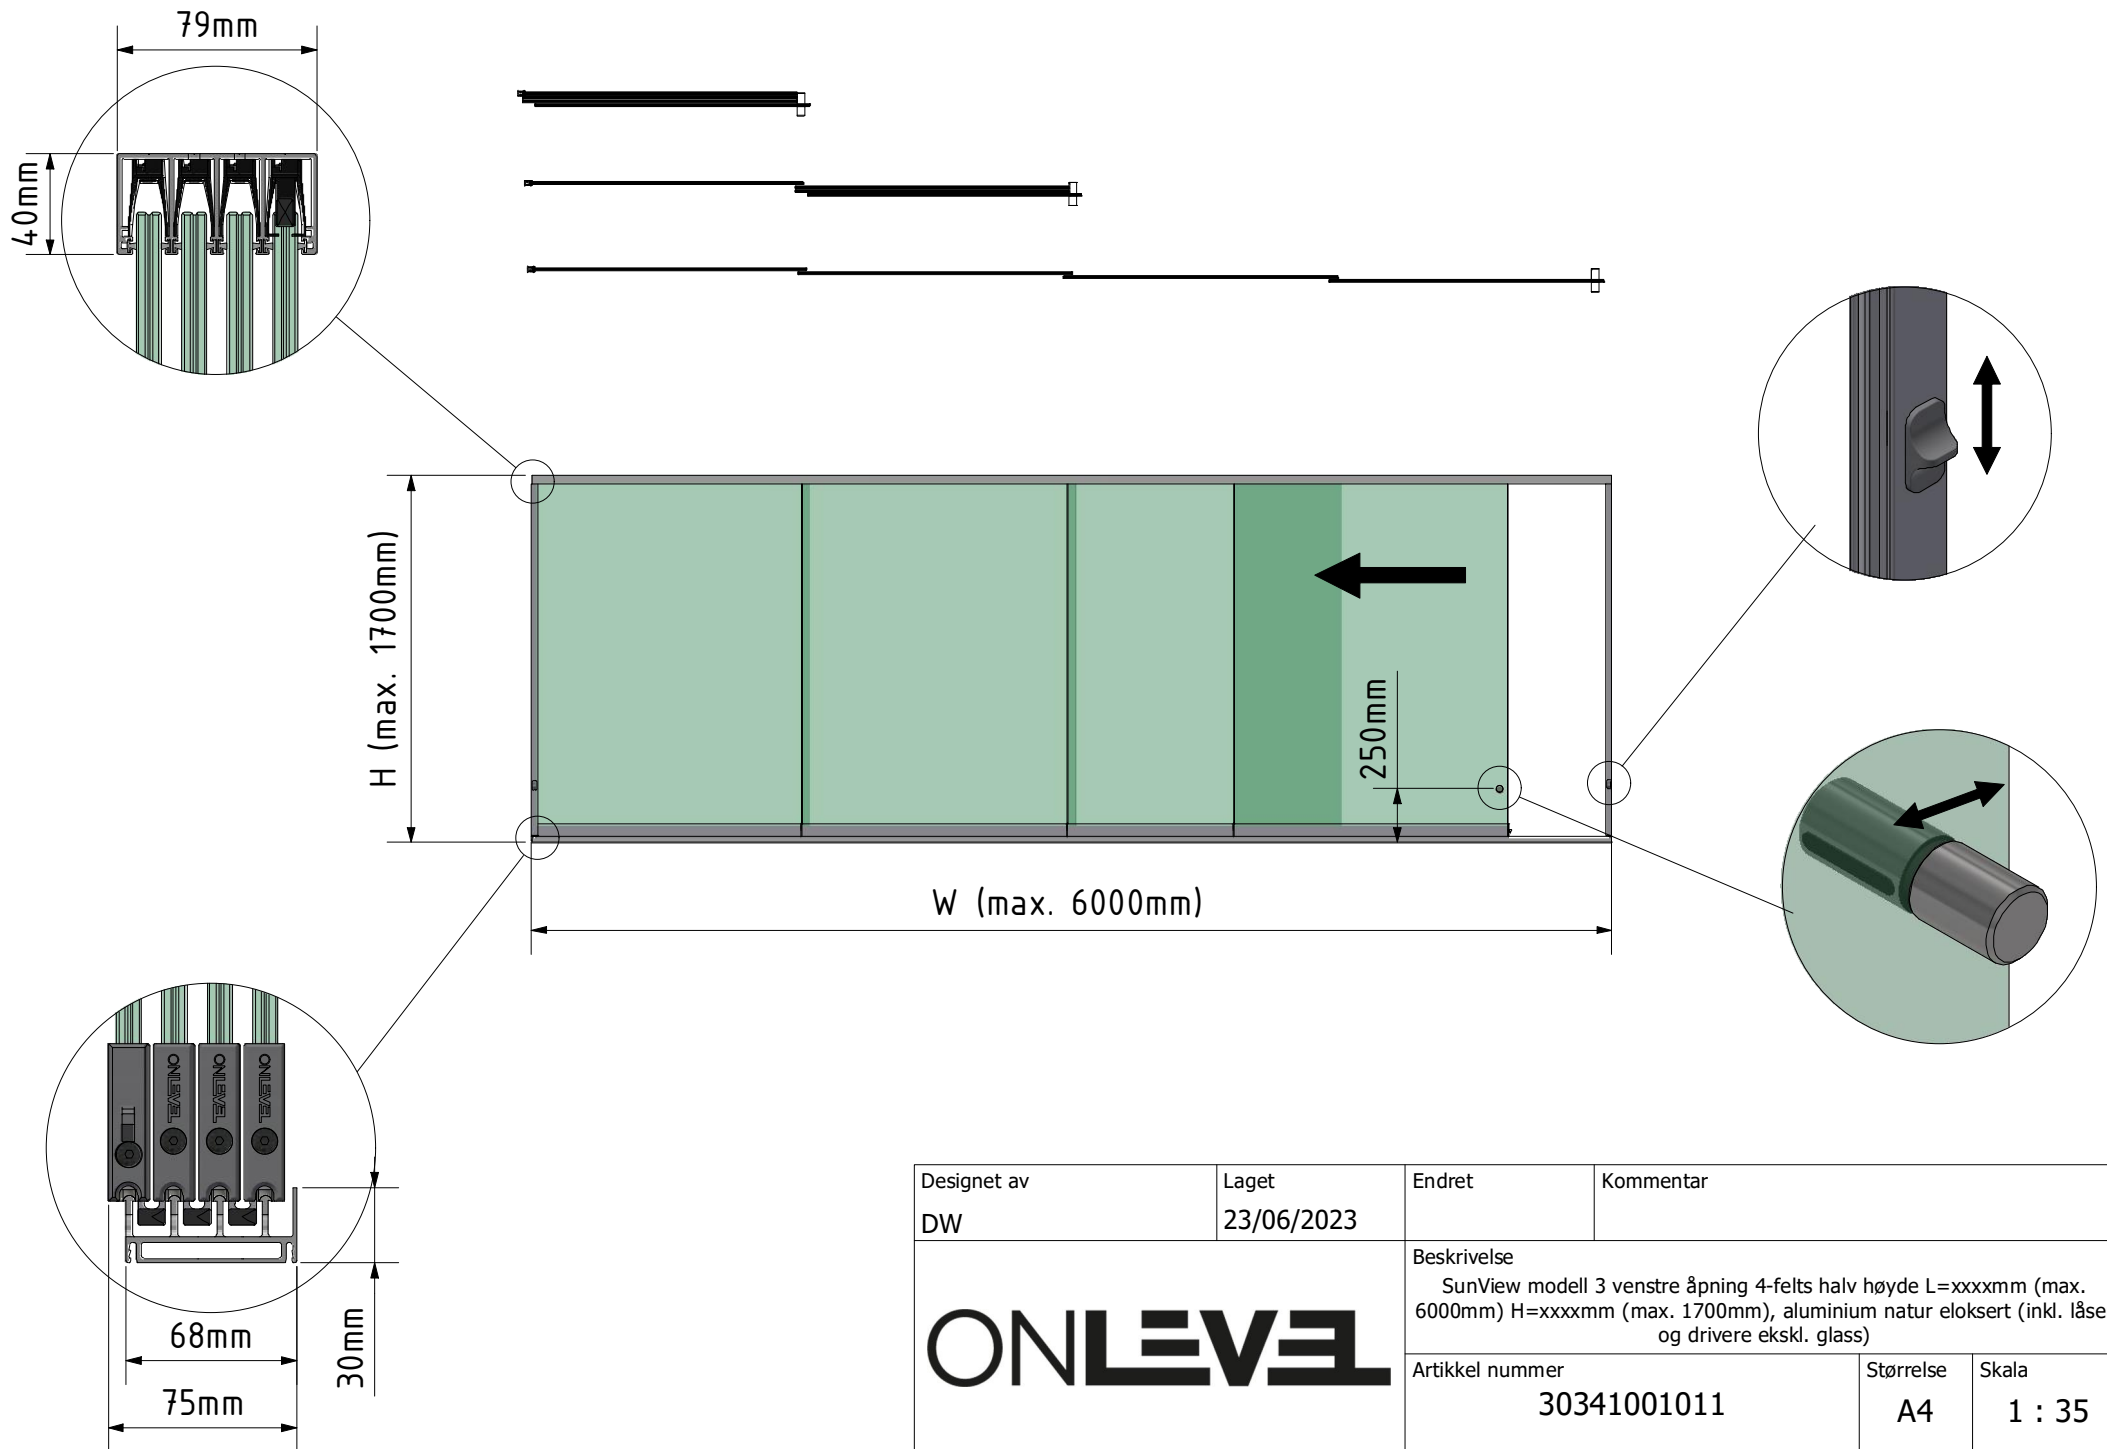 79mm
40mm
H (max. 1700mm)
250mm
W (max. 6000mm)
ONLEVEL
ONLEVEL
ONLEVEL
68mm
75mm
30mm
Designet av
DW
Laget
23/06/2023
Endret
Kommentar
ONLEVEL
Beskrivelse
SunView modell 3 venstre åpning 4-felts halv høyde L=xxxxmm (max.
6000mm) H=xxxxmm (max. 1700mm), aluminium natur eloksert (inkl. låse
og drivere ekskl. glass)
Artikkel nummer
30341001011
Størrelse
A4
Skala
1 : 35